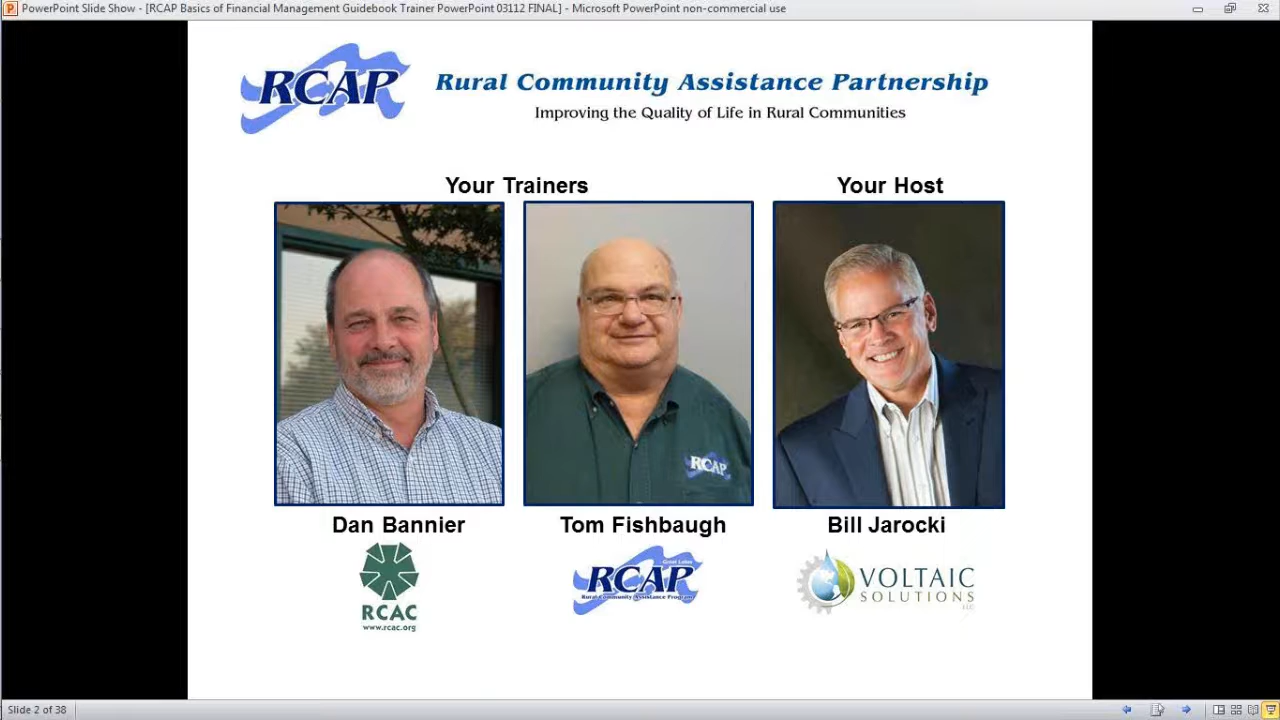 PowerPoint Slide Show - [RCAP Basics of Financial Management Guidebook Trainer PowerPoint 03112 FINAL] - Microsoft PowerPoint non-commercial use
RCAP
Rural Community Assistance Partnership
Improving the Quality of Life in Rural Communities
Your Trainers
Your Host
RCAP
Dan Bannier
Tom Fishbaugh
Bill Jarocki
RCAC
www.rcac.org
Great Lakes
RCAP
Rural Community Assistance Program
VOLTAIC
SOLUTIONS
LLC
Slide 2 of 38